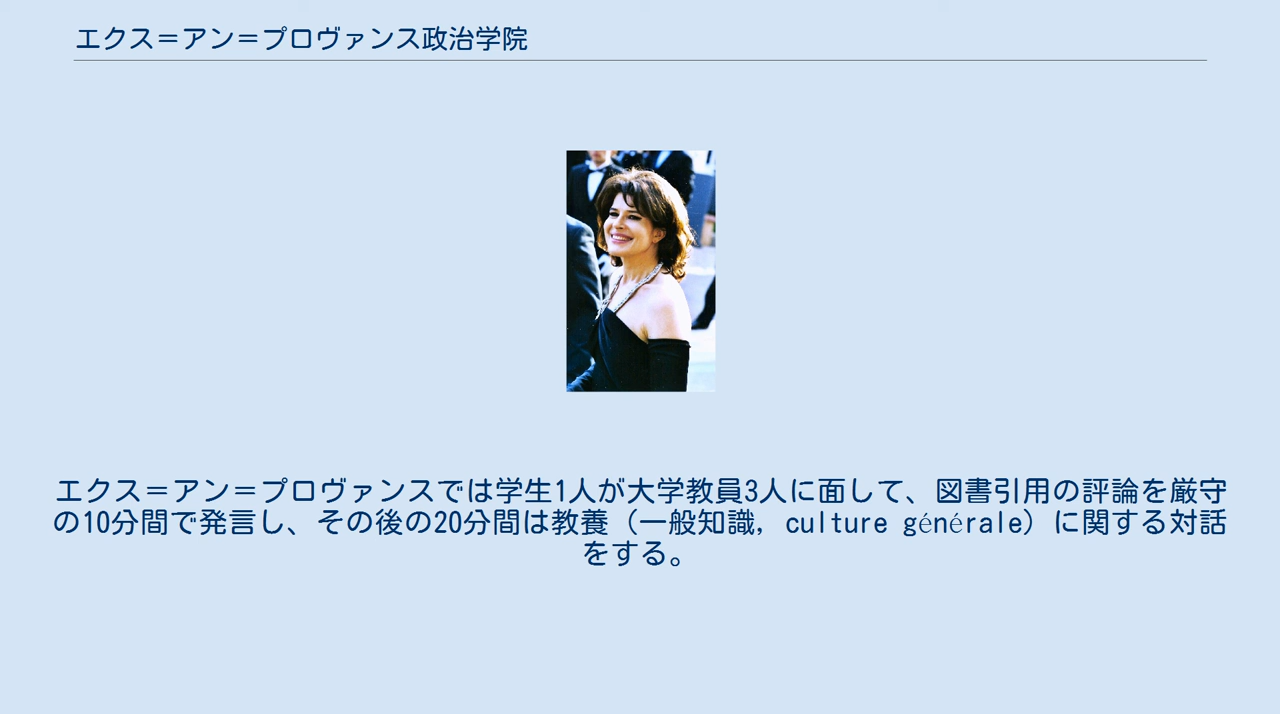 エクス＝アン＝プロヴァンス政治学院
エクス＝アン＝プロヴァンスでは学生1人が大学教員3人に面して、図書引用の評論を厳守
の10分間で発言し、その後の20分間は教養（一般知識, culture générale）に関する対話
をする。